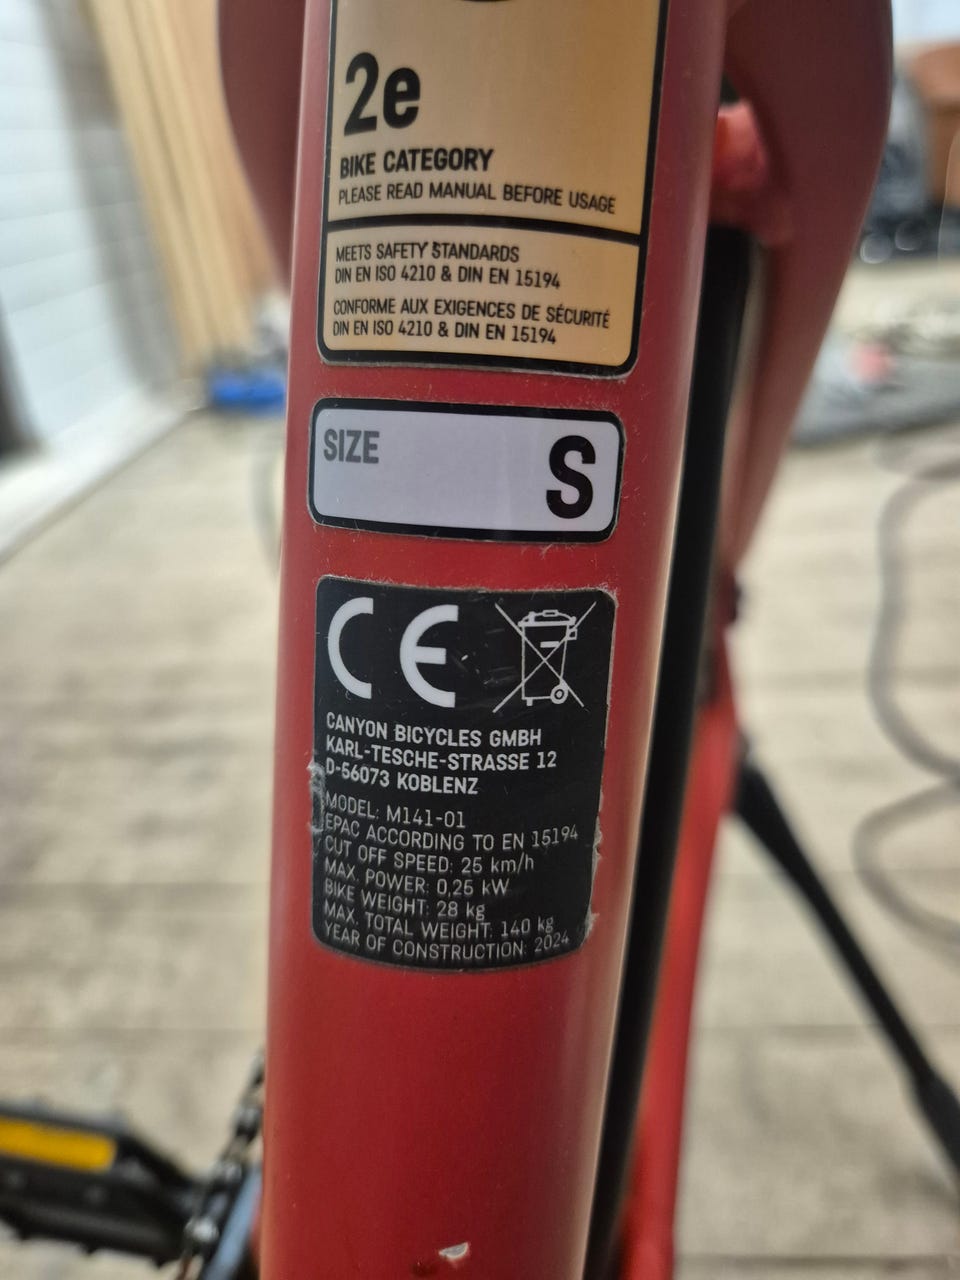 2e
BIKE CATEGORY
PLEASE READ MANUAL BEFORE USAGE
MEETS SAFETY STANDARDS
DIN EN ISO 4210 & DIN EN 15194
CONFORME AUX EXIGENCES DE SÉCURITÉ
DIN EN ISO 4210 & DIN EN 15194
SIZE S
CE
CANYON BICYCLES GMBH
KARL-TESCHE-STRASSE 12
D-56073 KOBLENZ
MODEL: M141-01
EPAC ACCORDING TO EN 15194
CUT OFF SPEED: 25 km/h
MAX. POWER: 0,25 kW
BIKE WEIGHT: 28 kg
MAX. TOTAL WEIGHT: 140 kg
YEAR OF CONSTRUCTION: 2024